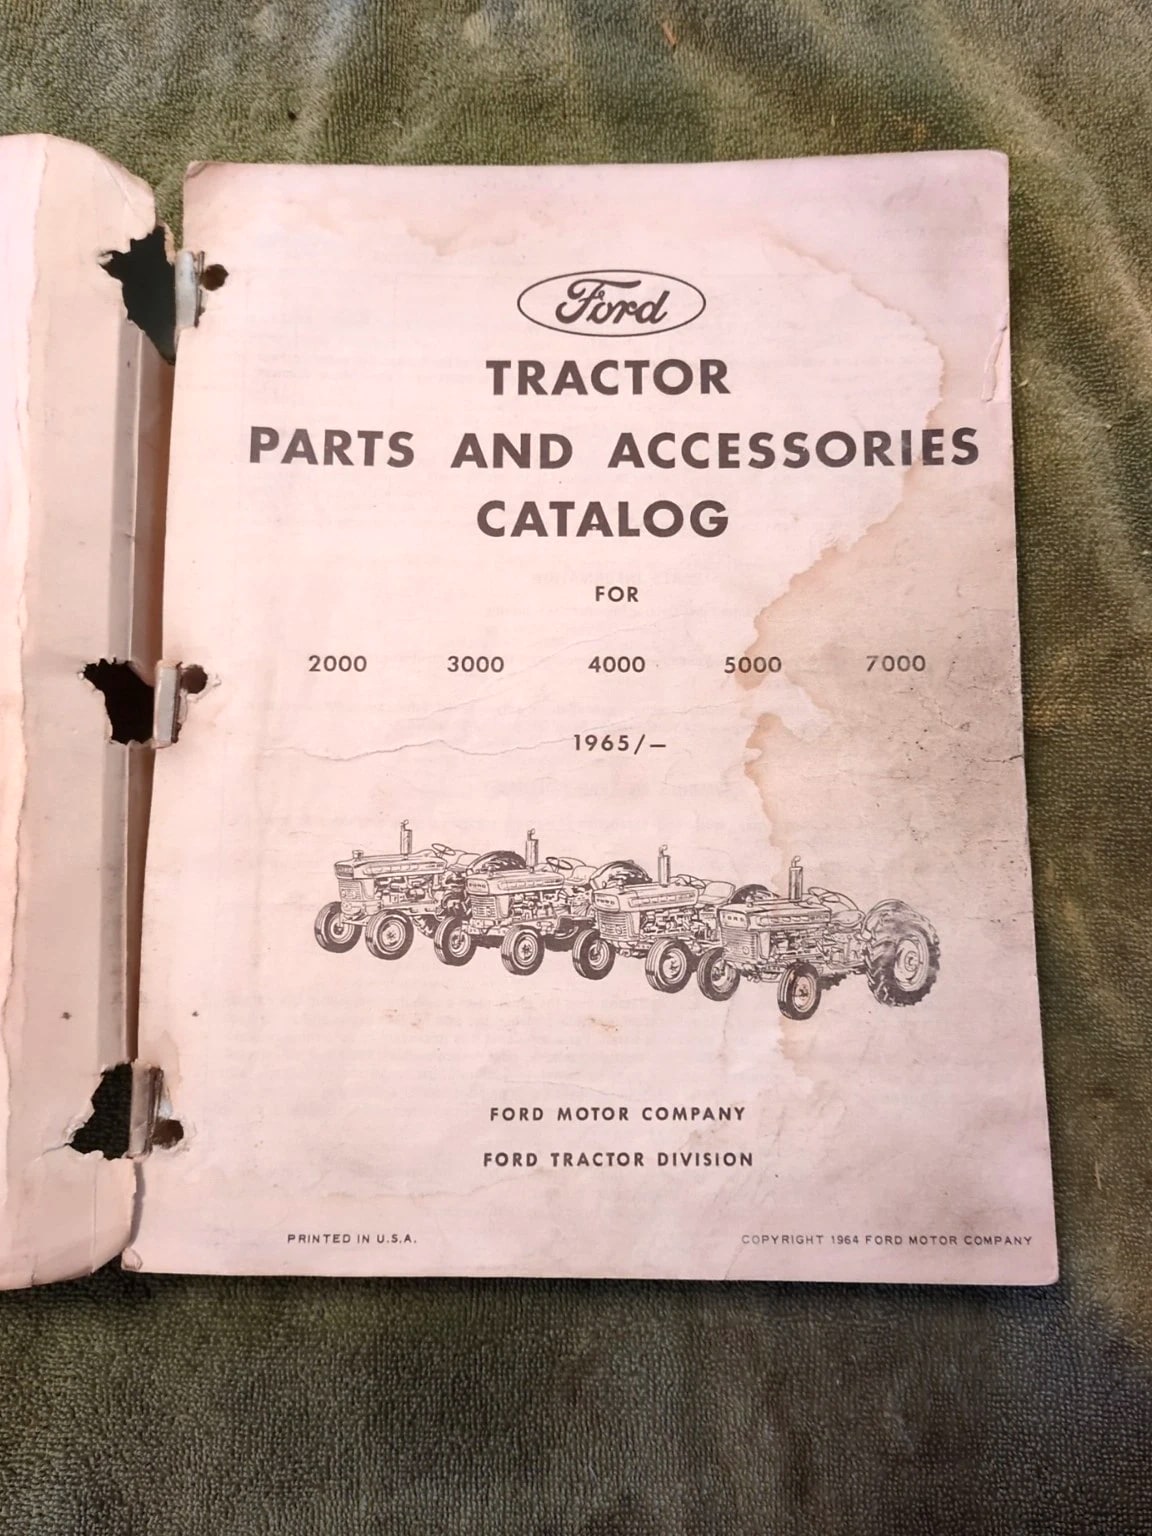 Ford
TRACTOR
PARTS AND ACCESSORIES
CATALOG
FOR
2000 3000 4000 5000 7000
1965/–
FORD MOTOR COMPANY
FORD TRACTOR DIVISION
PRINTED IN U.S.A. COPYRIGHT 1964 FORD MOTOR COMPANY